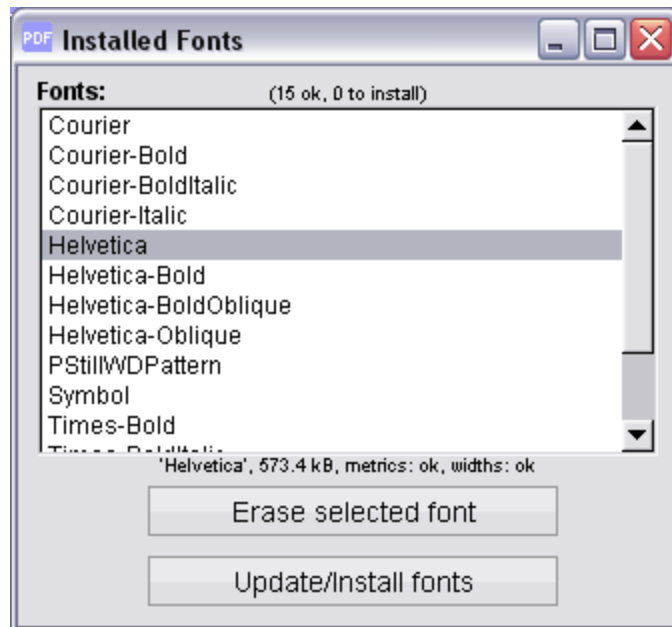 PDF Installed Fonts
Fonts: (15 ok, 0 to install)
Courier
Courier-Bold
Courier-BoldItalic
Courier-Italic
Helvetica
Helvetica-Bold
Helvetica-BoldOblique
Helvetica-Oblique
PStillWDPattern
Symbol
Times-Bold
Times-BoldItalic
'Helvetica', 573.4 kB, metrics: ok, widths: ok
Erase selected font
Update/Install fonts